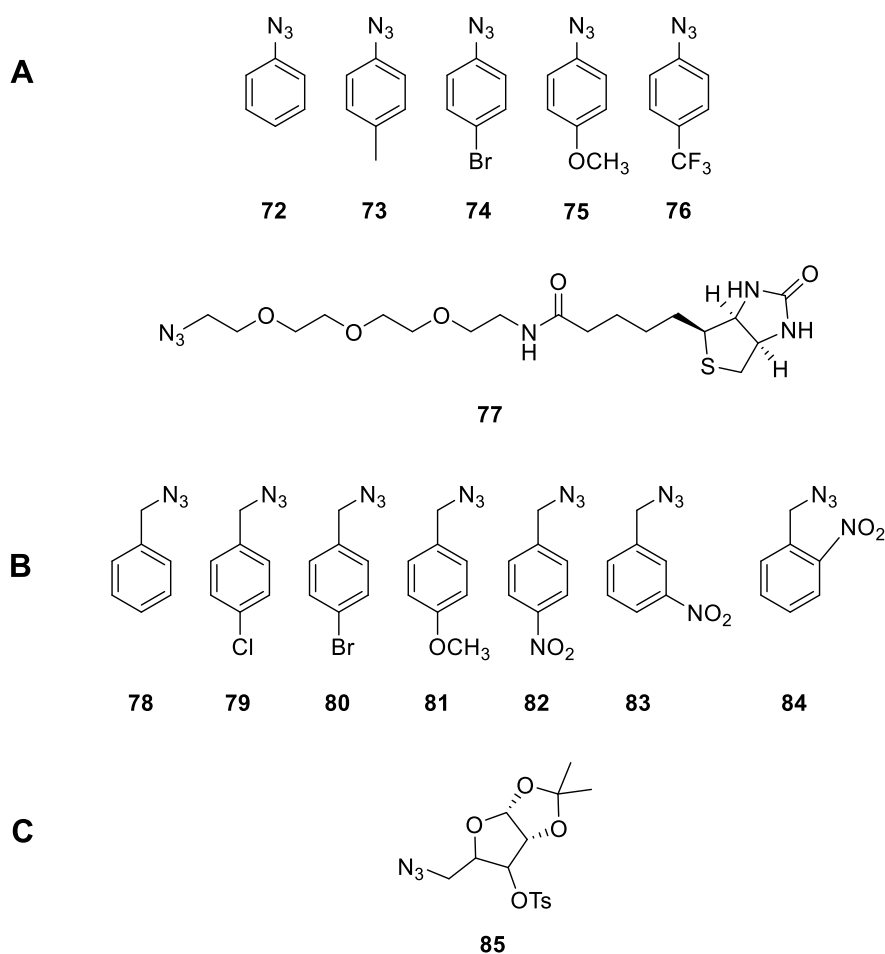 A
N3 N3 N3 N3 N3
Br OCH3 CF3
72 73 74 75 76
N3 O O O N H O S H HN O NH H
77
B
N3 N3 N3 N3 N3 N3 N3
NO2
Cl Br OCH3 NO2 NO2
78 79 80 81 82 83 84
C
O O
O
N3
OTs
85